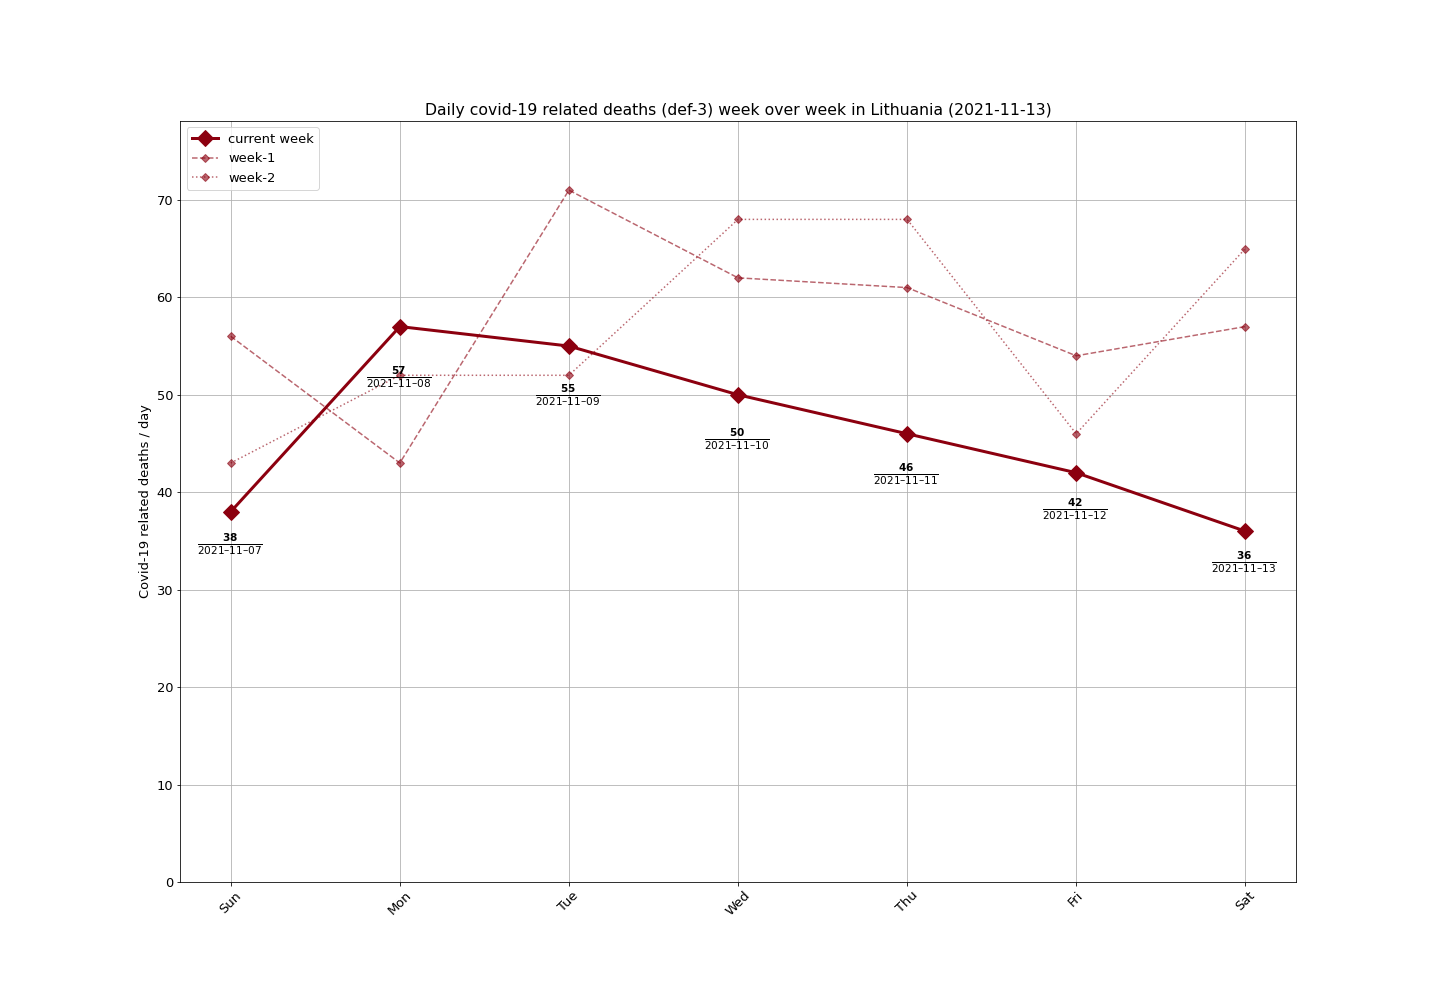 Daily covid-19 related deaths (def-3) week over week in Lithuania (2021-11-13)
current week
week-1
week-2
Covid-19 related deaths / day
70
60
50
40
30
20
10
0
57
2021–11–08
55
2021–11–09
50
2021–11–10
46
2021–11–11
42
2021–11–12
38
2021–11–07
36
2021–11–13
Sun
Mon
Tue
Wed
Thu
Fri
Sat